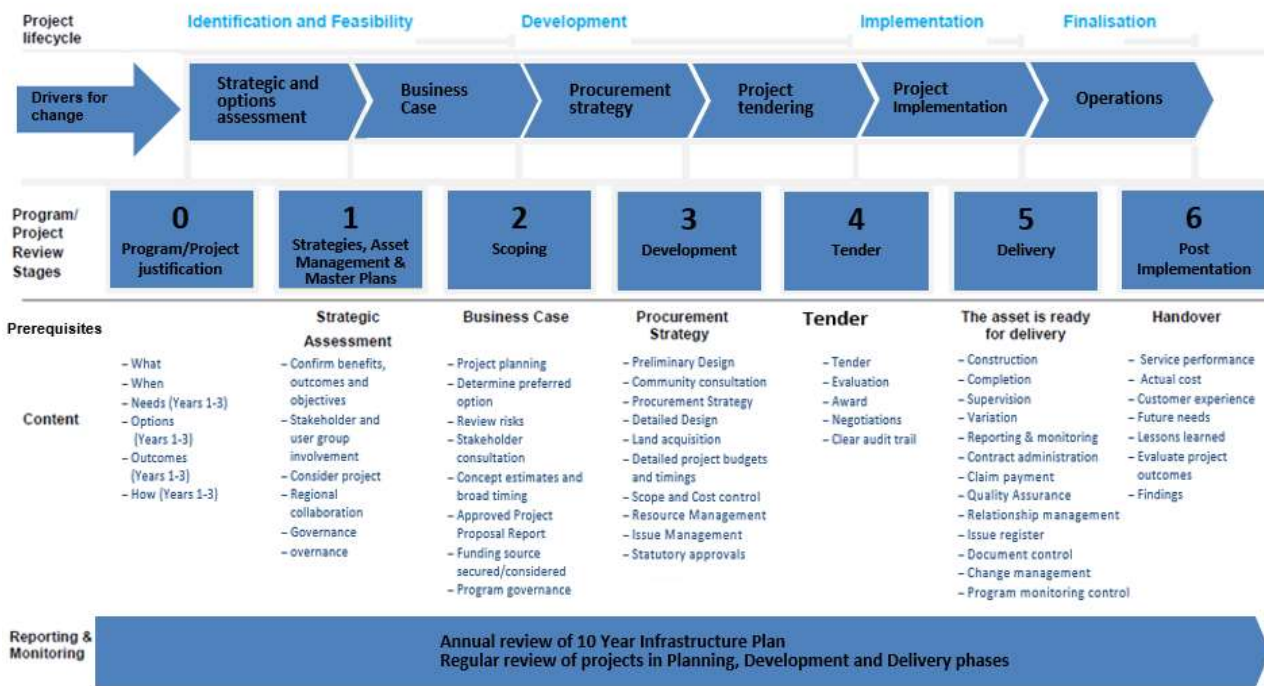 Project
lifecycle
Identification and Feasibility
Development
Implementation
Finalisation
Drivers for
change
Strategic and
options
assessment
Business
Case
Procurement
strategy
Project
tendering
Project
Implementation
Operations
Program/
Project
Review
Stages
0
Program/Project
justification
1
Strategies, Asset
Management &
Master Plans
2
Scoping
3
Development
4
Tender
5
Delivery
6
Post
Implementation
Prerequisites
Strategic
Assessment
Business Case
Procurement
Strategy
Tender
The asset is ready
for delivery
Handover
Content
– What
– When
– Needs (Years 1-3)
– Options
(Years 1-3)
– Outcomes
(Years 1-3)
– How (Years 1-3)
– Confirm benefits,
outcomes and
objectives
– Stakeholder and
user group
involvement
– Consider project
– Regional
collaboration
– Governance
– overnance
– Project planning
– Determine preferred
option
– Review risks
– Stakeholder
consultation
– Concept estimates and
broad timing
– Approved Project
Proposal Report
– Funding source
secured/considered
– Program governance
– Preliminary Design
– Community consultation
– Procurement Strategy
– Detailed Design
– Land acquisition
– Detailed project budgets
and timings
– Scope and Cost control
– Resource Management
– Issue Management
– Statutory approvals
– Tender
– Evaluation
– Award
– Negotiations
– Clear audit trail
– Construction
– Completion
– Supervision
– Variation
– Reporting & monitoring
– Contract administration
– Claim payment
– Quality Assurance
– Relationship management
– Issue register
– Document control
– Change management
– Program monitoring control
– Service performance
– Actual cost
– Customer experience
– Future needs
– Lessons learned
– Evaluate project
outcomes
– Findings
Reporting &
Monitoring
Annual review of 10 Year Infrastructure Plan
Regular review of projects in Planning, Development and Delivery phases